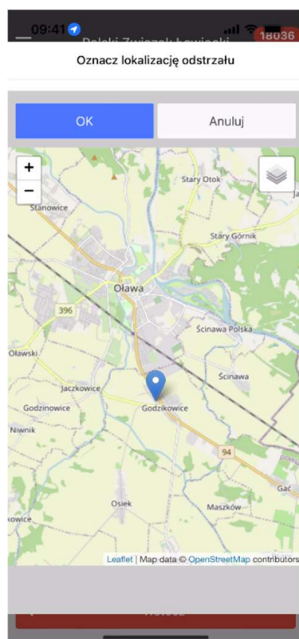 09:41
18036
Oznacz lokalizację odstrzału
OK
Anuluj
+
−
Stary Otok
Stanowice
Stary Górnik
Oława
396
Ścinawa Polska
Oławski
Ścinawa
Jaczkowice
Godzinowice
Godzikowice
Niwnik
94
Gać
Osiek
Maszków
Leaflet | Map data © OpenStreetMap contributors